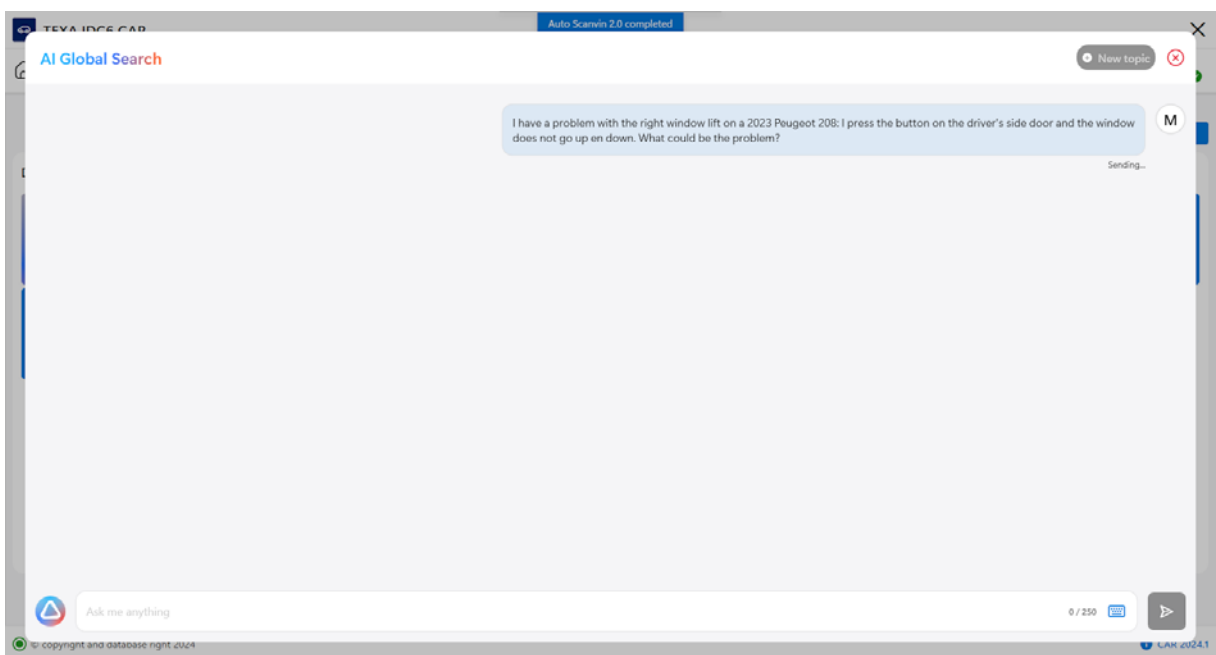 Auto Scanvin 2.0 completed
TEXA IDC6 CAR
AI Global Search
New topic
I have a problem with the right window lift on a 2023 Peugeot 208: I press the button on the driver's side door and the window
does not go up en down. What could be the problem?
M
Sending...
Ask me anything
0 / 250
© copyright and database right 2024
CAR 2024.1